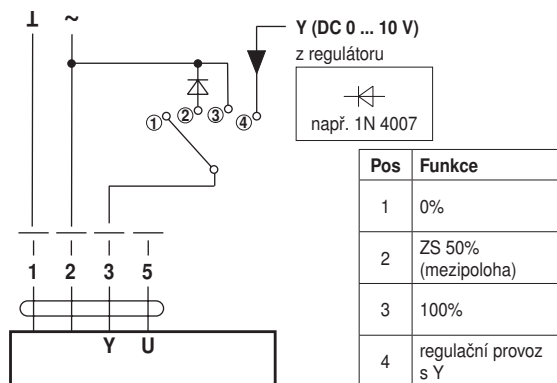 ⊥ ~
Y (DC 0 ... 10 V)
z regulátoru
např. 1N 4007
① ② ③ ④
1 2 3 5
Y U
Pos Funkce
1 0%
2 ZS 50%
(mezipoloha)
3 100%
4 regulační provoz
s Y